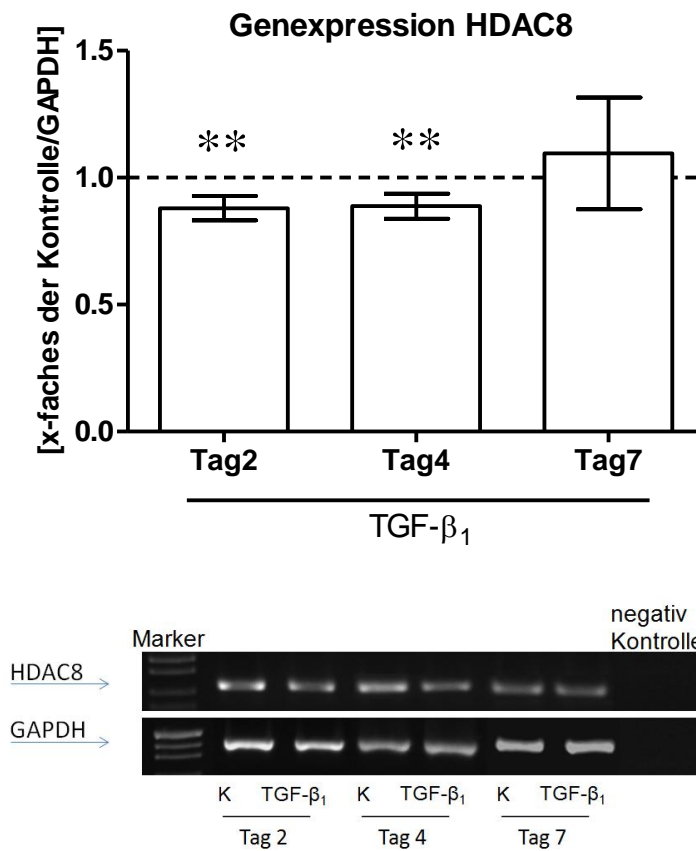 Genexpression HDAC8
[x-faches der Kontrolle/GAPDH]
1.5
1.0
0.5
0.0
** **
Tag2 Tag4 Tag7
TGF-β₁
Marker
negativ
Kontrolle
HDAC8
GAPDH
K TGF-β₁ K TGF-β₁ K TGF-β₁
Tag 2 Tag 4 Tag 7